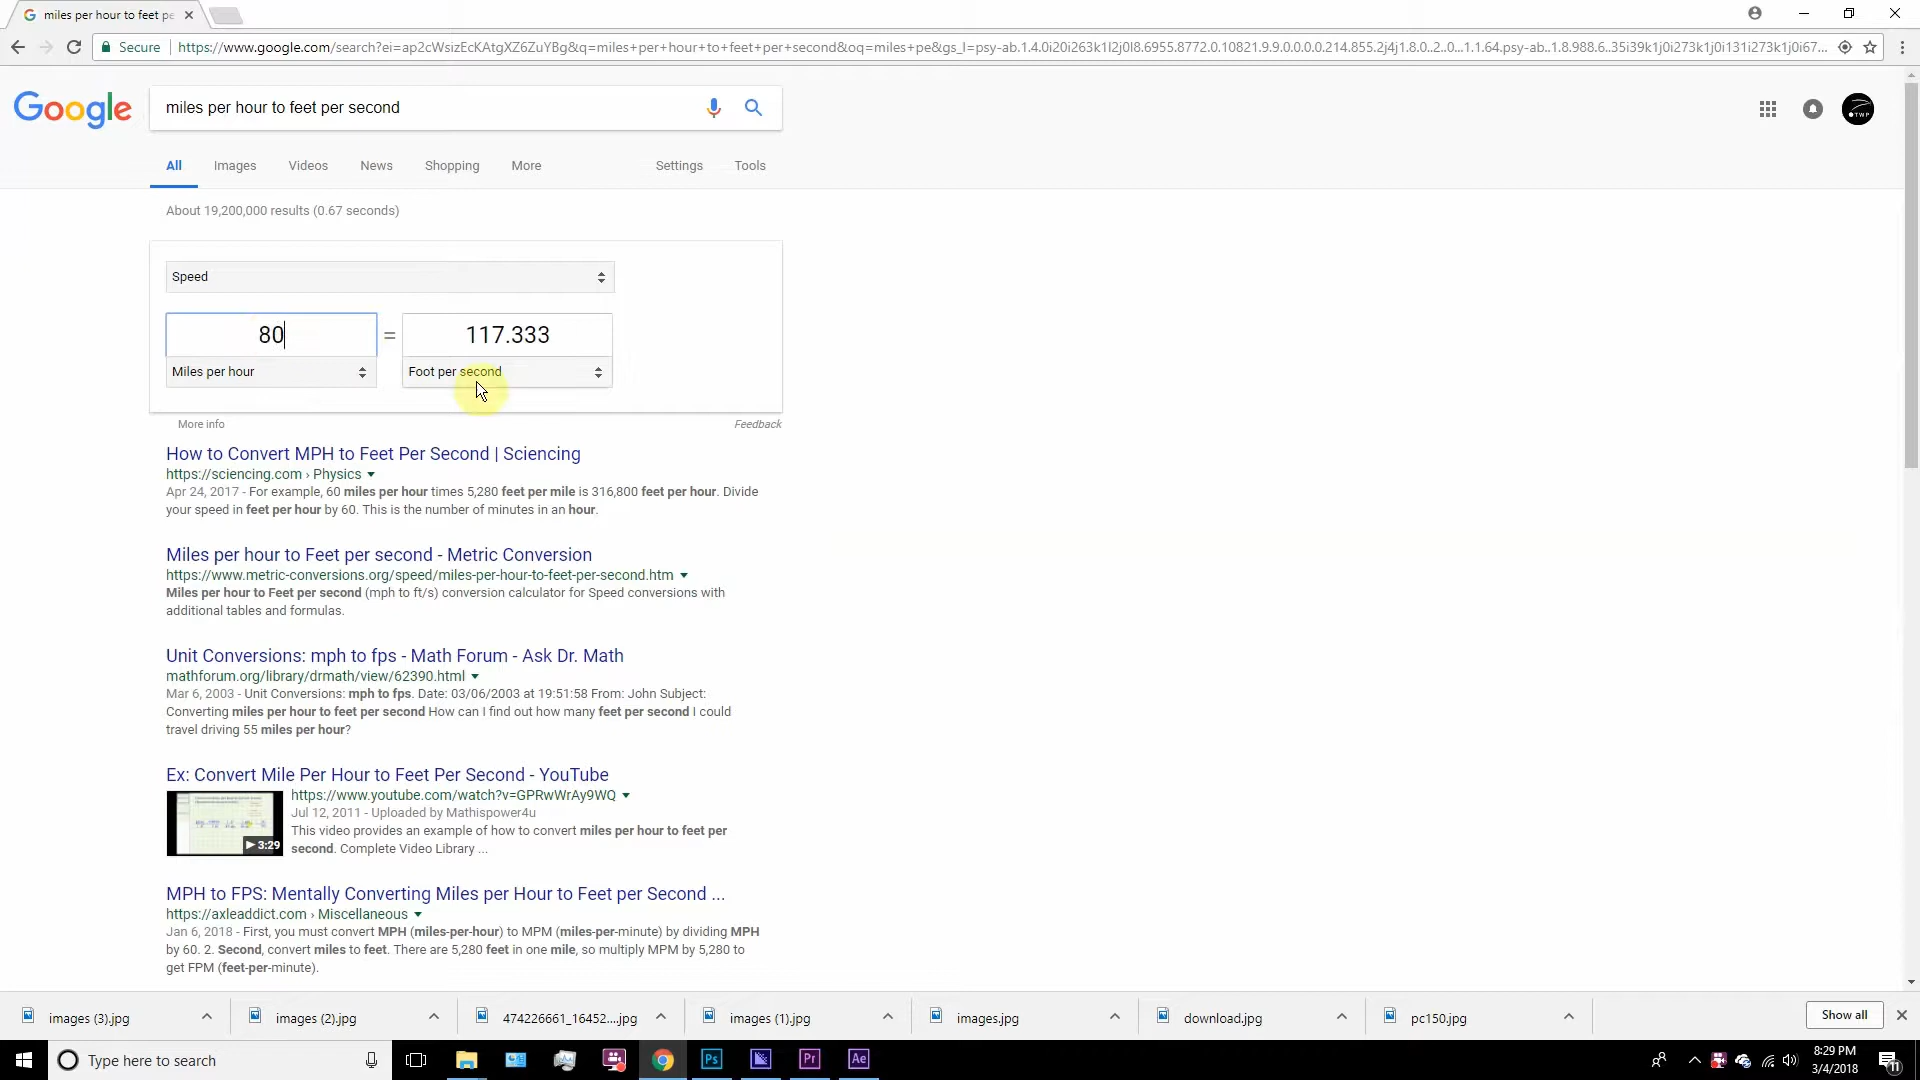 miles per hour to feet pe
Secure
https://www.google.com/search?ei=ap2cWsizEcKAtgXZ6ZuYBg&q=miles+per+hour+to+feet+per+second&oq=miles+pe&gs_l=psy-ab.1.4.0i20i263k1l2j0l8.6955.8772.0.10821.9.9.0.0.0.0.214.855.2j4j1.8.0..2..0...1.1.64.psy-ab..1.8.988.6..35i39k1j0i273k1j0i131i273k1j0i67...
Google
miles per hour to feet per second
TWP
All Images Videos News Shopping More Settings Tools
About 19,200,000 results (0.67 seconds)
Speed
80 = 117.333
Miles per hour Foot per second
More info Feedback
How to Convert MPH to Feet Per Second | Sciencing
https://sciencing.com › Physics
Apr 24, 2017 - For example, 60 miles per hour times 5,280 feet per mile is 316,800 feet per hour. Divide
your speed in feet per hour by 60. This is the number of minutes in an hour.
Miles per hour to Feet per second - Metric Conversion
https://www.metric-conversions.org/speed/miles-per-hour-to-feet-per-second.htm
Miles per hour to Feet per second (mph to ft/s) conversion calculator for Speed conversions with
additional tables and formulas.
Unit Conversions: mph to fps - Math Forum - Ask Dr. Math
mathforum.org/library/drmath/view/62390.html
Mar 6, 2003 - Unit Conversions: mph to fps. Date: 03/06/2003 at 19:51:58 From: John Subject:
Converting miles per hour to feet per second How can I find out how many feet per second I could
travel driving 55 miles per hour?
Ex: Convert Mile Per Hour to Feet Per Second - YouTube
https://www.youtube.com/watch?v=GPRwWrAy9WQ
Jul 12, 2011 - Uploaded by Mathispower4u
This video provides an example of how to convert miles per hour to feet per
second. Complete Video Library ...
3:29
MPH to FPS: Mentally Converting Miles per Hour to Feet per Second ...
https://axleaddict.com › Miscellaneous
Jan 6, 2018 - First, you must convert MPH (miles-per-hour) to MPM (miles-per-minute) by dividing MPH
by 60. 2. Second, convert miles to feet. There are 5,280 feet in one mile, so multiply MPM by 5,280 to
get FPM (feet-per-minute).
images (3).jpg images (2).jpg 474226661_16452....jpg images (1).jpg images.jpg download.jpg pc150.jpg Show all
Type here to search
Ps Pr Ae
8:29 PM
3/4/2018
11